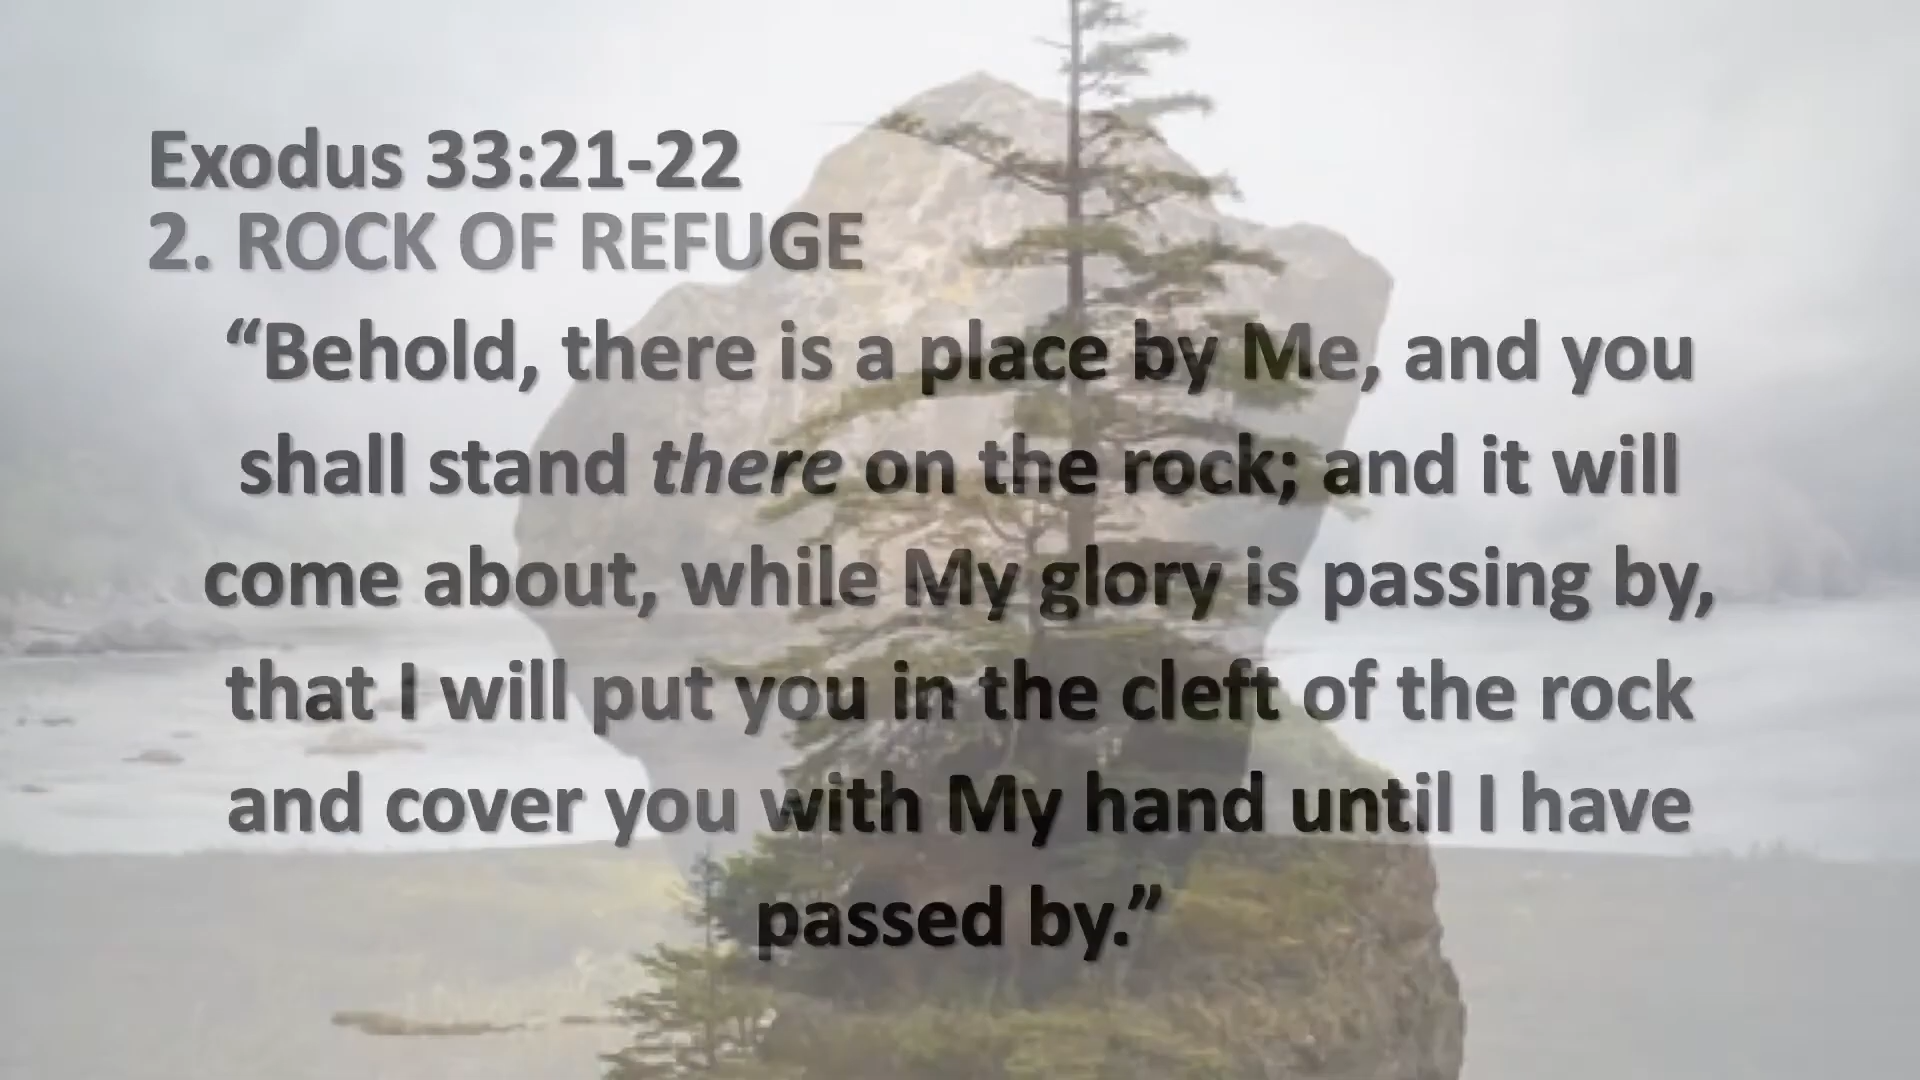 Exodus 33:21-22
2. ROCK OF REFUGE
“Behold, there is a place by Me, and you
shall stand there on the rock; and it will
come about, while My glory is passing by,
that I will put you in the cleft of the rock
and cover you with My hand until I have
passed by.”